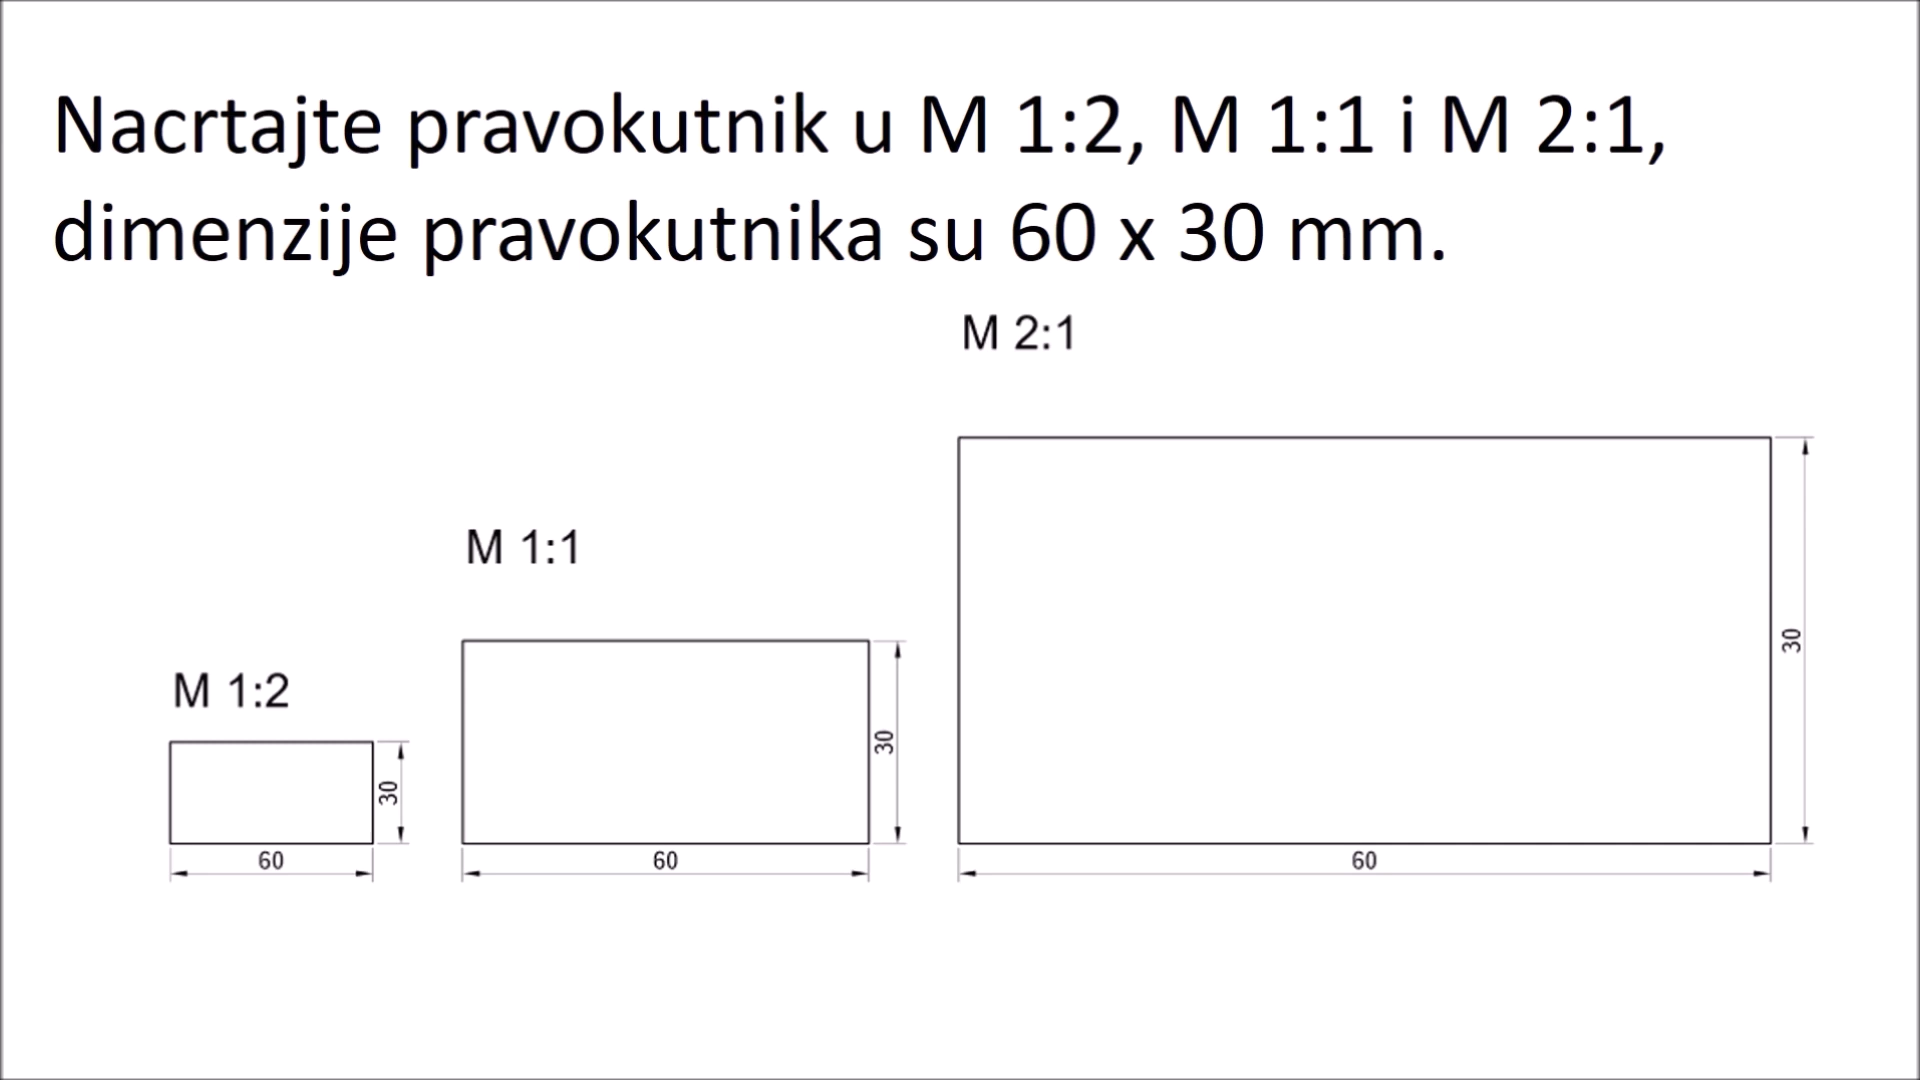 Nacrtajte pravokutnik u M 1:2, M 1:1 i M 2:1,
dimenzije pravokutnika su 60 x 30 mm.
M 2:1
M 1:1
M 1:2
30
30
30
60
60
60